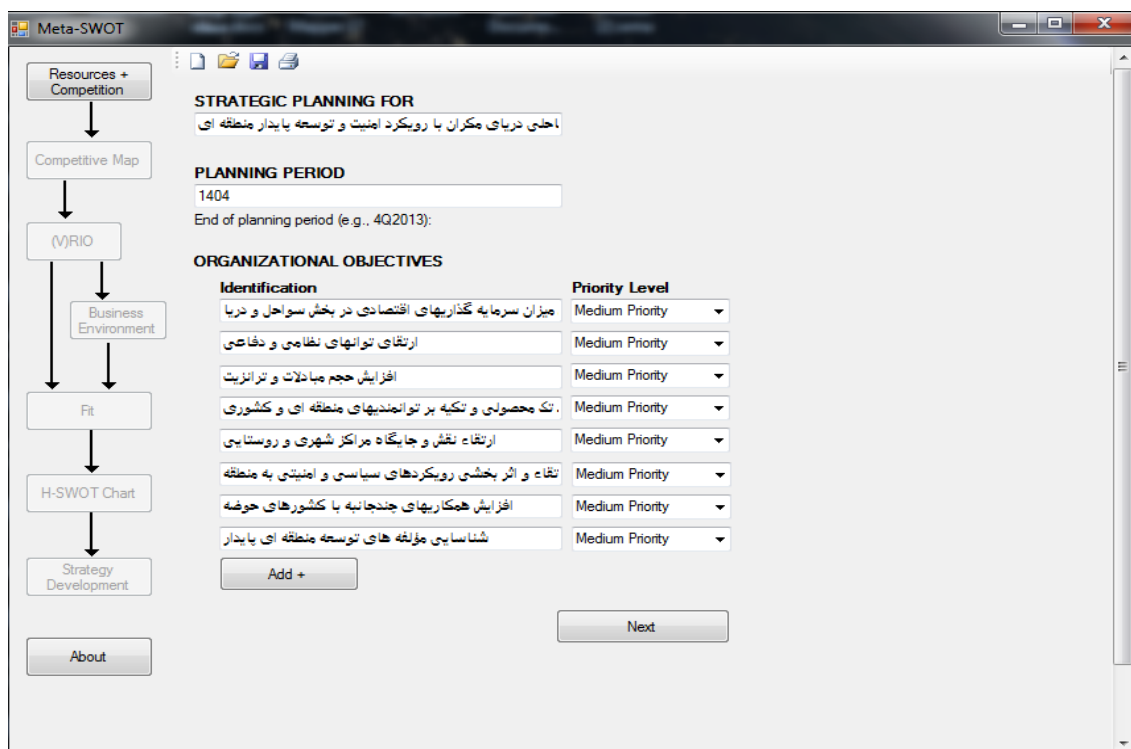 Meta-SWOT
Resources +
Competition
Competitive Map
(V)RIO
Business
Environment
Fit
H-SWOT Chart
Strategy
Development
About
STRATEGIC PLANNING FOR
احلی دریای مکران با رویکرد امنیت و توسعه پایدار منطقه ای
PLANNING PERIOD
1404
End of planning period (e.g., 4Q2013):
ORGANIZATIONAL OBJECTIVES
Identification Priority Level
میزان سرمایه گذاریهای اقتصادی در بخش سواحل و دریا Medium Priority
ارتقای توانهای نظامی و دفاعی Medium Priority
افزایش حجم مبادلات و ترانزیت Medium Priority
تک محصولی و تکیه بر توانمندیهای منطقه ای و کشوری Medium Priority
ارتقاء نقش و جایگاه مراکز شهری و روستایی Medium Priority
تقاء و اثر بخشی رویکردهای سیاسی و امنیتی به منطقه Medium Priority
افزایش همکاریهای چندجانبه با کشورهای حوضه Medium Priority
شناسایی مؤلفه های توسعه منطقه ای پایدار Medium Priority
Add +
Next